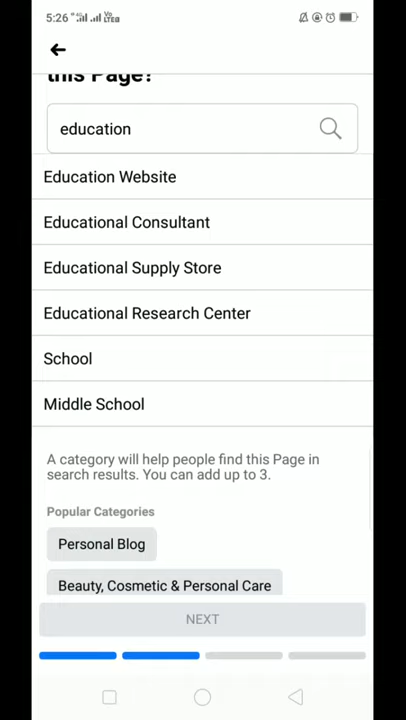 5:26
this Page?
education
Education Website
Educational Consultant
Educational Supply Store
Educational Research Center
School
Middle School
A category will help people find this Page in
search results. You can add up to 3.
Popular Categories
Personal Blog
Beauty, Cosmetic & Personal Care
NEXT